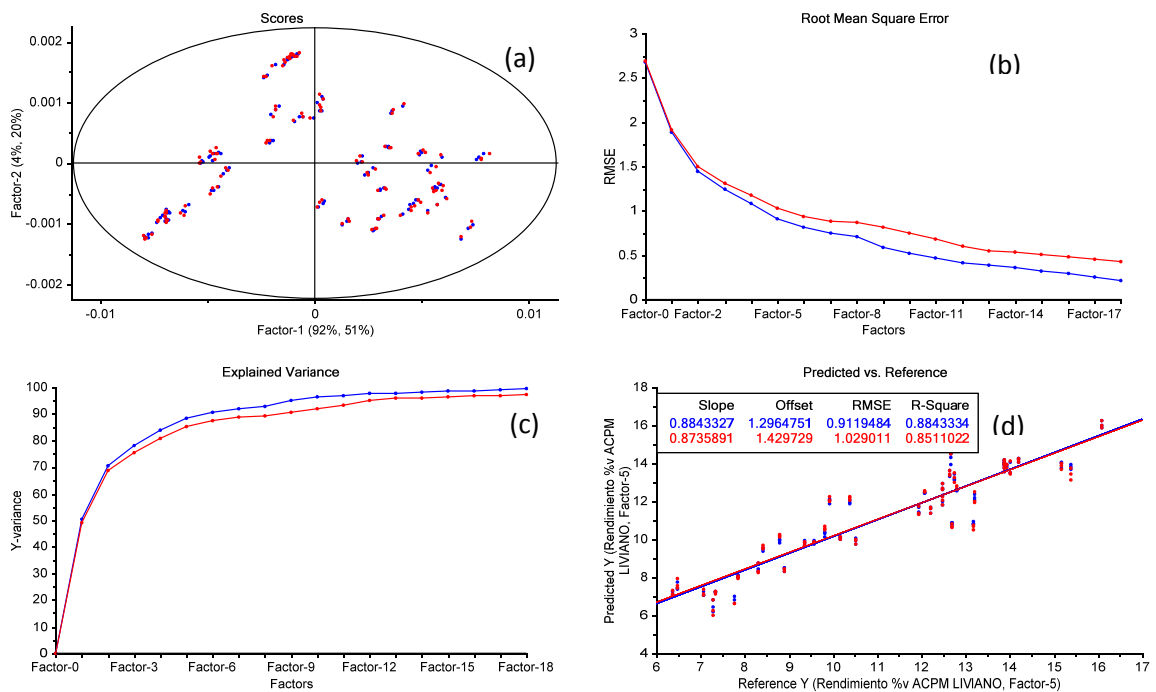 Scores
(a)
0.002
0.001
0
-0.001
-0.002
Factor-2 (4%, 20%)
-0.01
0
0.01
Factor-1 (92%, 51%)
Root Mean Square Error
(b)
3
2.5
2
1.5
1
0.5
0
RMSE
Factor-0
Factor-2
Factor-5
Factor-8
Factor-11
Factor-14
Factor-17
Factors
Explained Variance
(c)
100
90
80
70
60
50
40
30
20
10
0
Y-variance
Factor-0
Factor-3
Factor-6
Factor-9
Factor-12
Factor-15
Factor-18
Factors
Predicted vs. Reference
(d)
Slope Offset RMSE R-Square
0.8843327 1.2964751 0.9119484 0.8843334
0.8735891 1.429729 1.029011 0.8511022
18
16
14
12
10
8
6
4
Predicted Y (Rendimiento %v ACPM
LIVIANO, Factor-5)
6 7 8 9 10 11 12 13 14 15 16 17
Reference Y (Rendimiento %v ACPM LIVIANO, Factor-5)